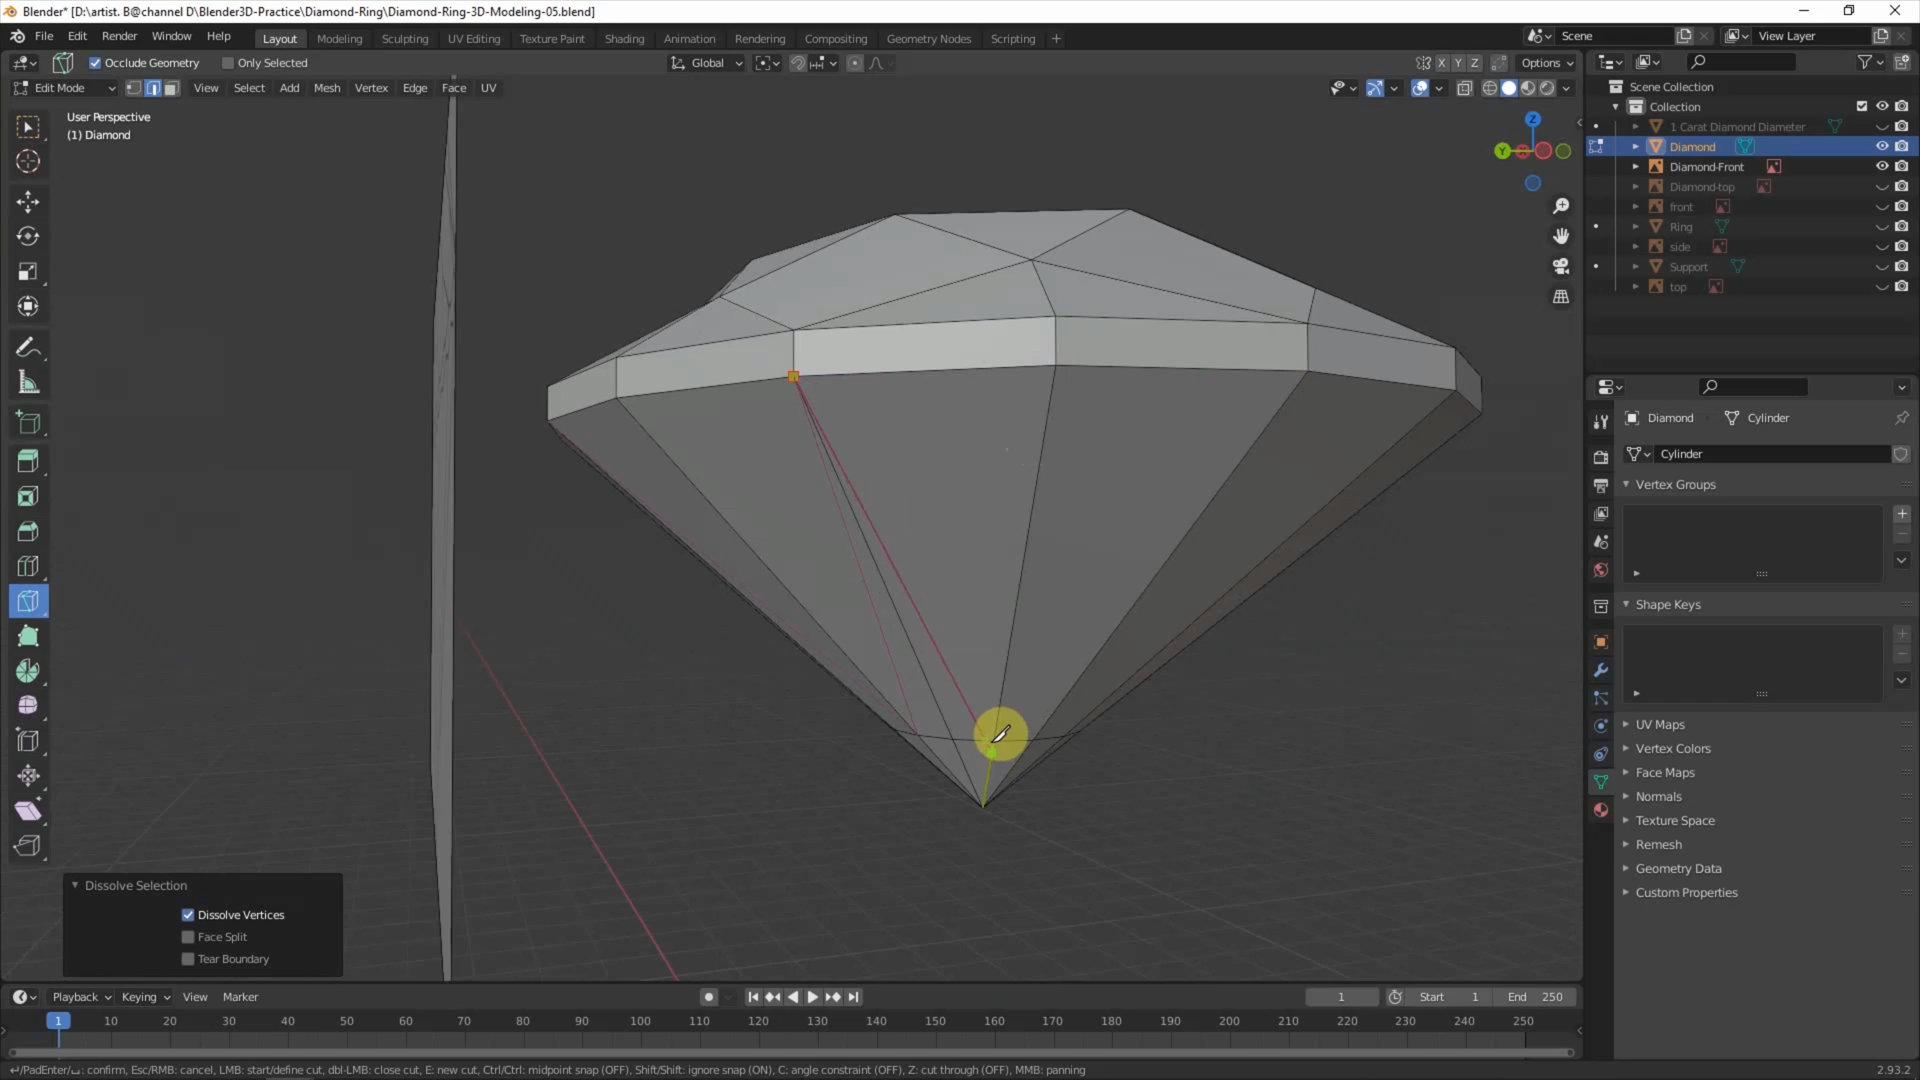 Blender* [D:\artist. B@channel D\Blender3D-Practice\Diamond-Ring\Diamond-Ring-3D-Modeling-05.blend]
File Edit Render Window Help Layout Modeling Sculpting UV Editing Texture Paint Shading Animation Rendering Compositing Geometry Nodes Scripting + Scene View Layer
Occlude Geometry Only Selected Global X Y Z Options
Edit Mode View Select Add Mesh Vertex Edge Face UV
User Perspective
(1) Diamond
Z
Y
Scene Collection
Collection
1 Carat Diamond Diameter
Diamond
Diamond-Front
Diamond-top
front
Ring
side
Support
top
Diamond Cylinder
Cylinder
Vertex Groups
Shape Keys
UV Maps
Vertex Colors
Face Maps
Normals
Texture Space
Remesh
Geometry Data
Custom Properties
Dissolve Selection
Dissolve Vertices
Face Split
Tear Boundary
Playback Keying View Marker 1 Start 1 End 250
1 10 20 30 40 50 60 70 80 90 100 110 120 130 140 150 160 170 180 190 200 210 220 230 240 250
↵/PadEnter/␣: confirm, Esc/RMB: cancel, LMB: start/define cut, dbl-LMB: close cut, E: new cut, Ctrl/Ctrl: midpoint snap (OFF), Shift/Shift: ignore snap (ON), C: angle constraint (OFF), Z: cut through (OFF), MMB: panning 2.93.2